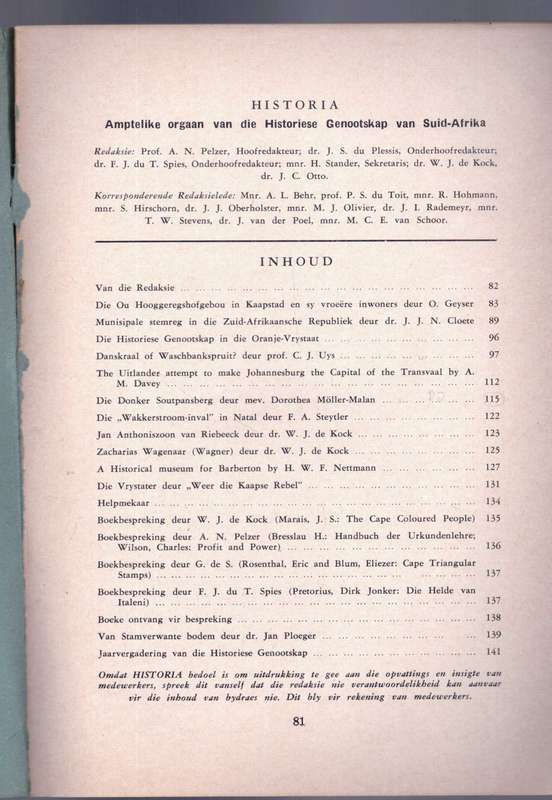 HISTORIA
Amptelike orgaan van die Historiese Genootskap van Suid-Afrika
Redaksie: Prof. A. N. Pelzer, Hoofredakteur; dr. J. S. du Plessis, Onderhoofredakteur;
dr. F. J. du T. Spies, Onderhoofredakteur; mnr. H. Stander, Sekretaris; dr. W. J. de Kock,
dr. J. C. Otto.
Korresponderende Redaksielede: Mnr. A. L. Behr, prof. P. S. du Toit, mnr. R. Hohmann,
mnr. S. Hirschorn, dr. J. J. Oberholster, mnr. M. J. Olivier, dr. J. I. Rademeyr, mnr.
T. W. Stevens, dr. J. van der Poel, mnr. M. C. E. van Schoor.
INHOUD
Van die Redaksie ... 82
Die Ou Hooggeregshofgebou in Kaapstad en sy vroeëre inwoners deur O. Geyser 83
Munisipale stemreg in die Zuid-Afrikaansche Republiek deur dr. J. J. N. Cloete 89
Die Historiese Genootskap in die Oranje-Vrystaat ... 96
Danskraal of Waschbankspruit? deur prof. C. J. Uys ... 97
The Uitlander attempt to make Johannesburg the Capital of the Transvaal by A.
M. Davey ... 112
Die Donker Soutpansberg deur mev. Dorothea Möller-Malan ... 115
Die „Wakkerstroom-inval" in Natal deur F. A. Steytler ... 122
Jan Anthoniszoon van Riebeeck deur dr. W. J. de Kock ... 123
Zacharias Wagenaar (Wagner) deur dr. W. J. de Kock ... 125
A Historical museum for Barberton by H. W. F. Nettmann ... 127
Die Vrystater deur „Weer die Kaapse Rebel" ... 131
Helpmekaar ... 134
Boekbespreking deur W. J. de Kock (Marais, J. S.: The Cape Coloured People) 135
Boekbespreking deur A. N. Pelzer (Bresslau H.: Handbuch der Urkundenlehre;
Wilson, Charles: Profit and Power) ... 136
Boekbespreking deur G. de S. (Rosenthal, Eric and Blum, Eliezer: Cape Triangular
Stamps) ... 137
Boekbespreking deur F. J. du T. Spies (Pretorius, Dirk Jonker: Die Helde van
Italeni) ... 137
Boeke ontvang vir bespreking ... 138
Van Stamverwante bodem deur dr. Jan Ploeger ... 139
Jaarvergadering van die Historiese Genootskap ... 141
Omdat HISTORIA bedoel is om uitdrukking te gee aan die opvattings en insigte van
medewerkers, spreek dit vanself dat die redaksie nie verantwoordelikheid kan aanvaar
vir die inhoud van bydraes nie. Dit bly vir rekening van medewerkers.
81